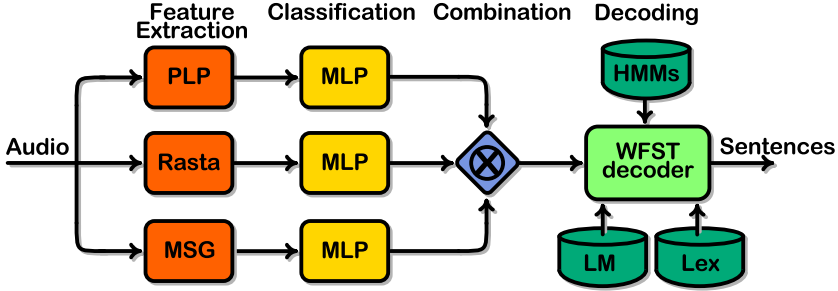 Feature
Extraction
Classification
Combination
Decoding
PLP
MLP
HMMs
Audio
Rasta
MLP
WFST
decoder
Sentences
MSG
MLP
LM
Lex